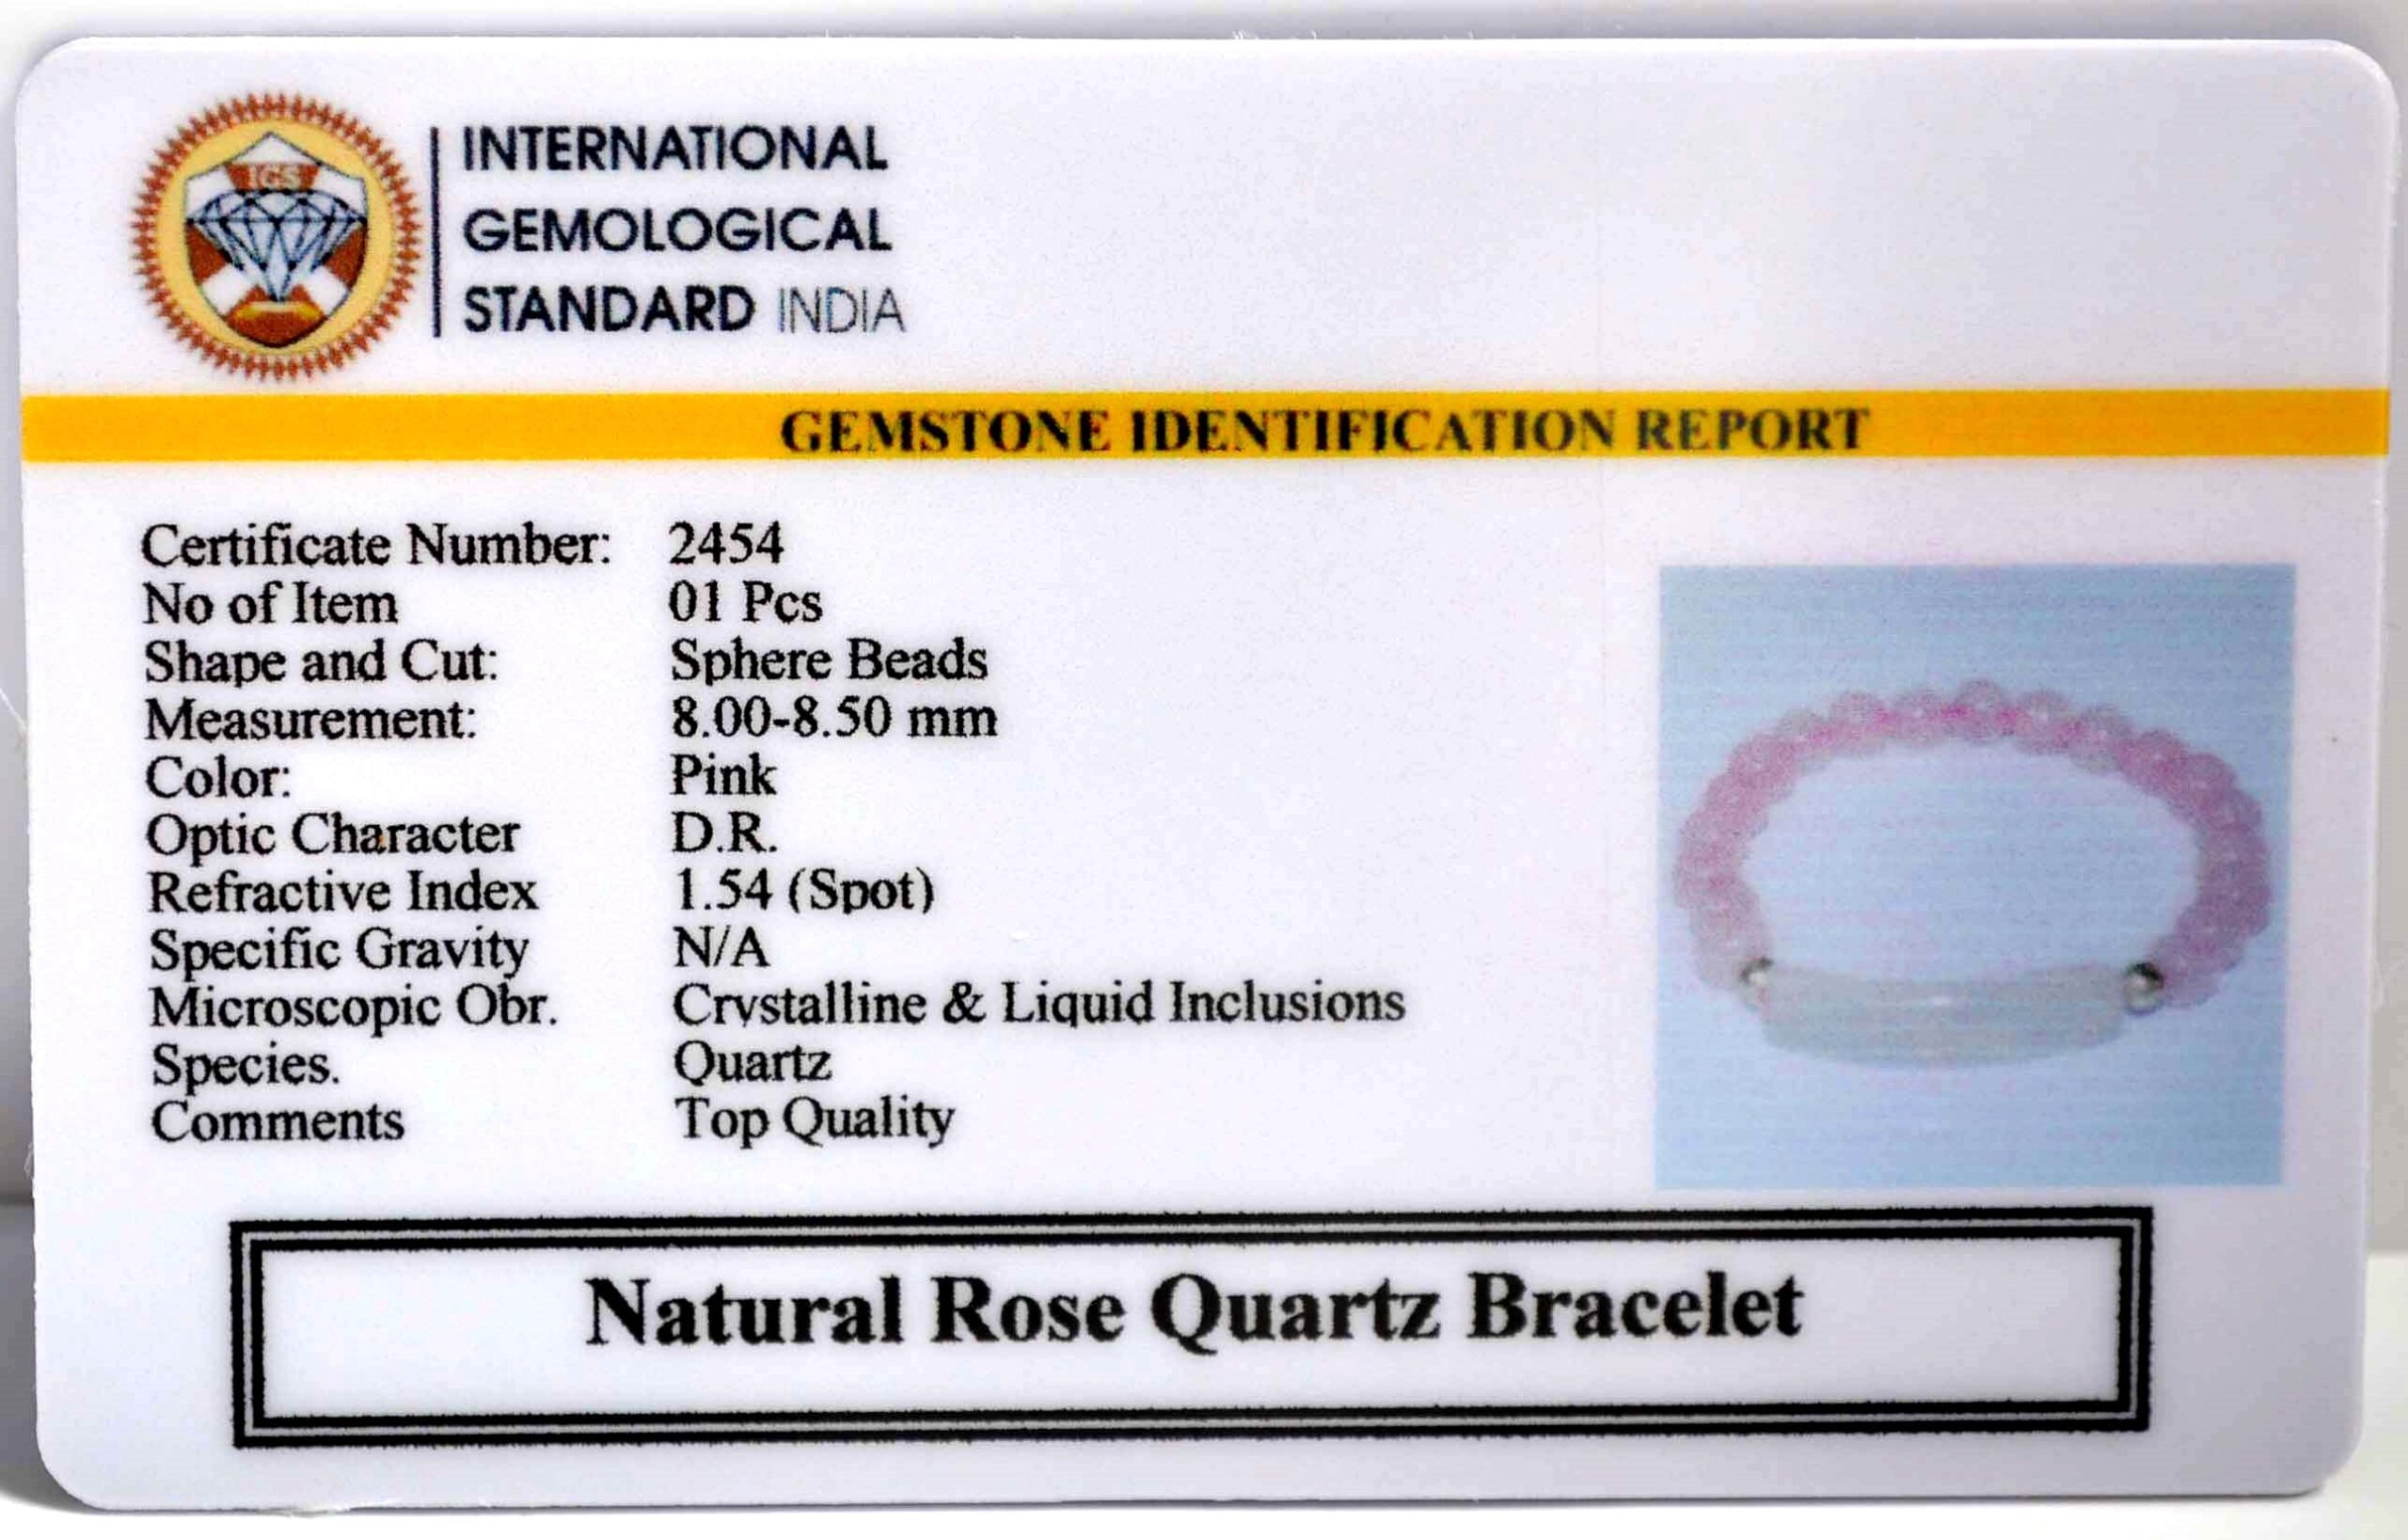 IGS
INTERNATIONAL
GEMOLOGICAL
STANDARD INDIA
GEMSTONE IDENTIFICATION REPORT
Certificate Number: 2454
No of Item 01 Pcs
Shape and Cut: Sphere Beads
Measurement: 8.00-8.50 mm
Color: Pink
Optic Character D.R.
Refractive Index 1.54 (Spot)
Specific Gravity N/A
Microscopic Obr. Crystalline & Liquid Inclusions
Species. Quartz
Comments Top Quality
Natural Rose Quartz Bracelet